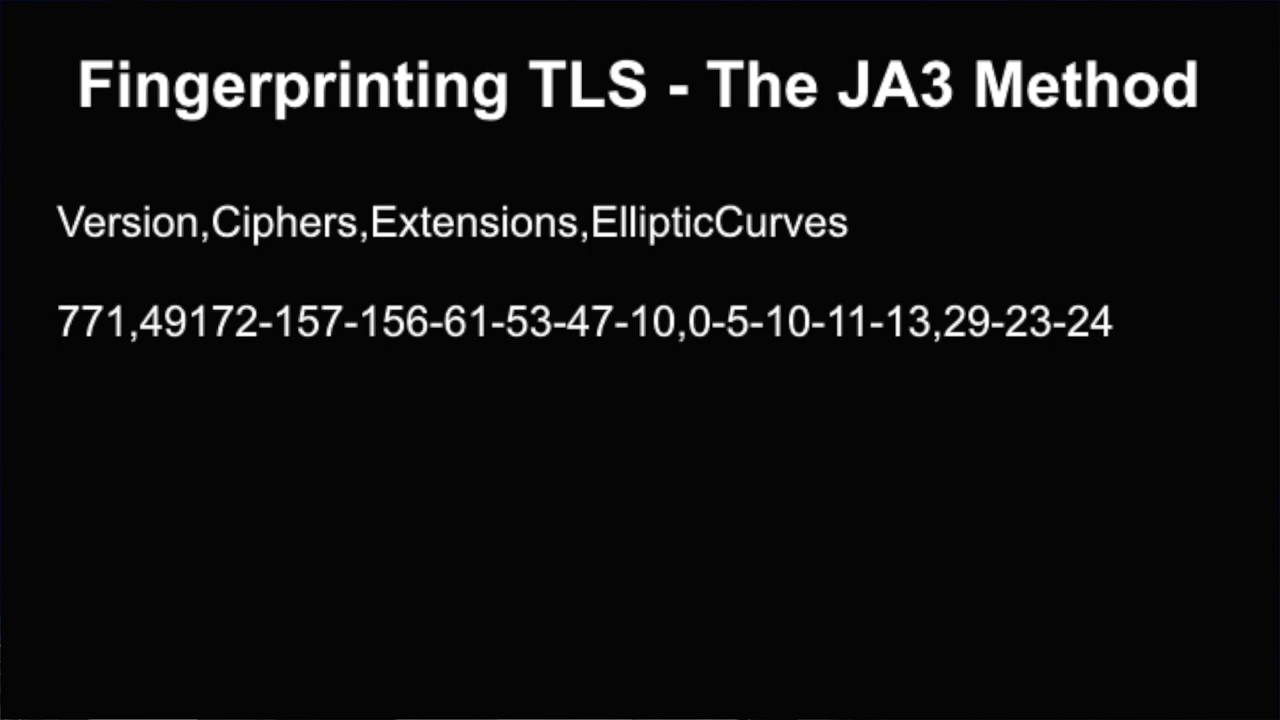 Fingerprinting TLS - The JA3 Method
Version,Ciphers,Extensions,EllipticCurves
771,49172-157-156-61-53-47-10,0-5-10-11-13,29-23-24